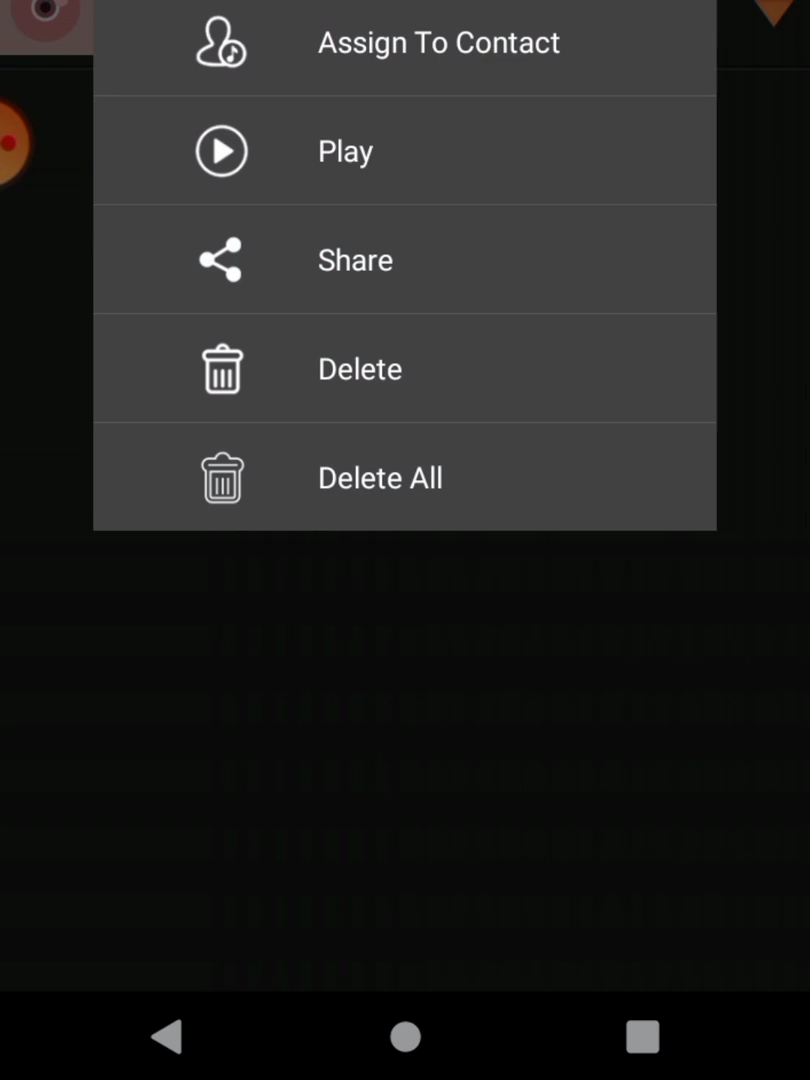 Assign To Contact
Play
Share
Delete
Delete All